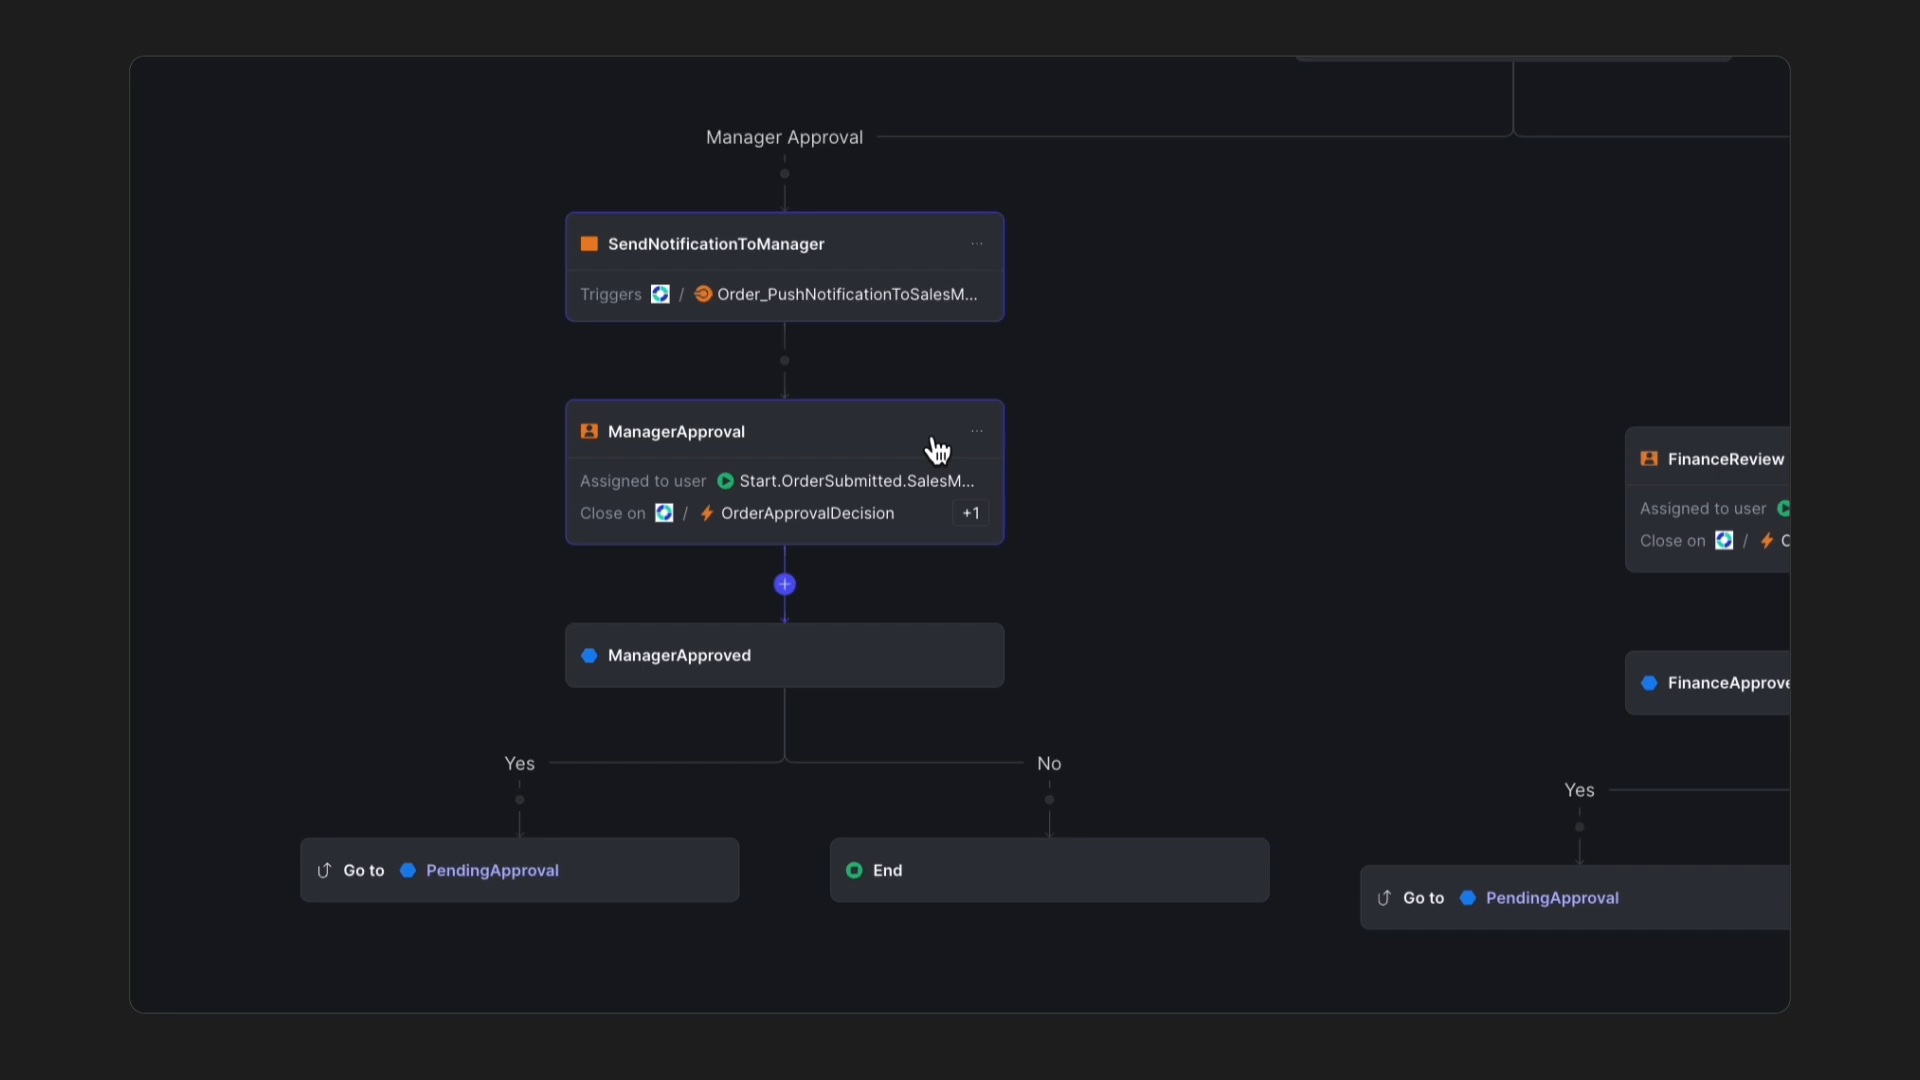 Manager Approval
SendNotificationToManager
Triggers / Order_PushNotificationToSalesM...
ManagerApproval
Assigned to user Start.OrderSubmitted.SalesM...
Close on / OrderApprovalDecision +1
ManagerApproved
Yes
No
Go to PendingApproval
End
FinanceReview
Assigned to user
Close on /
FinanceApprove
Yes
Go to PendingApproval